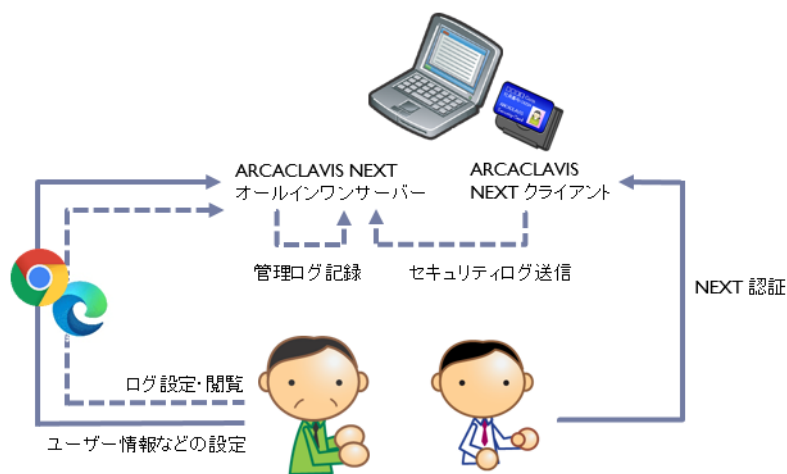 ARCACLAVIS NEXT
オールインワンサーバー
ARCACLAVIS
NEXT クライアント
管理ログ記録
セキュリティログ送信
NEXT 認証
ログ設定・閲覧
ユーザー情報などの設定